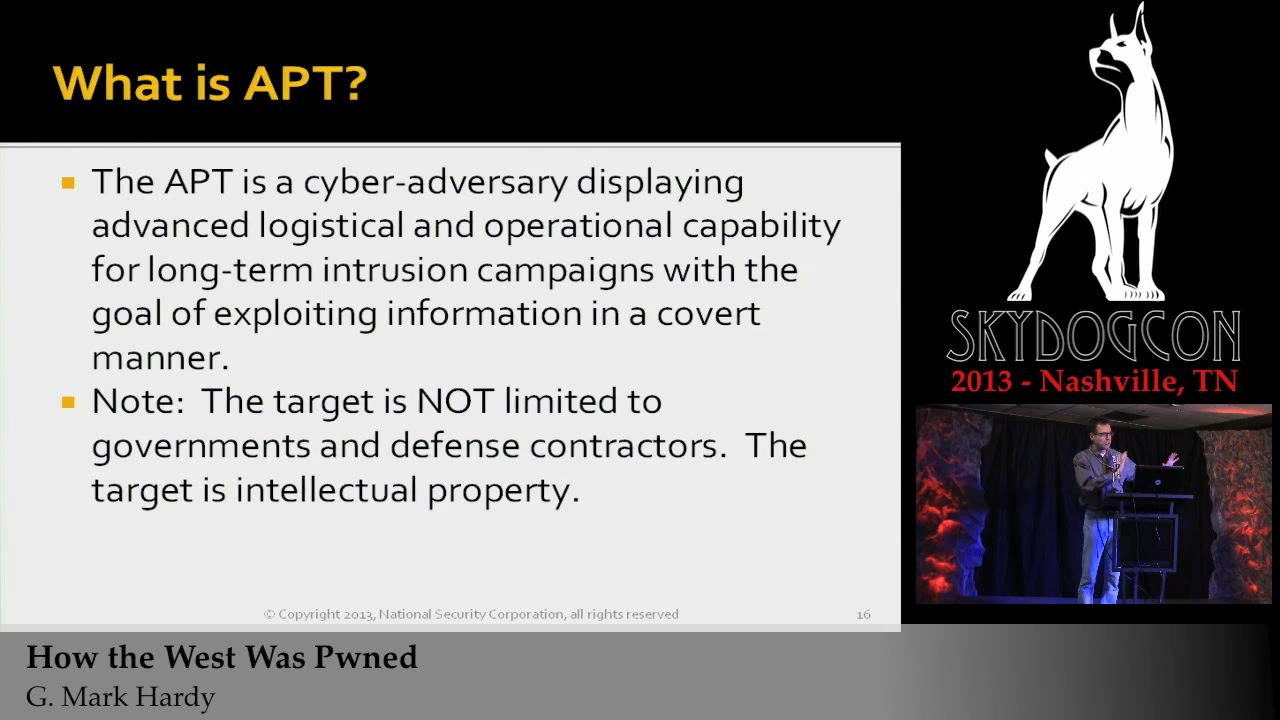 What is APT?
The APT is a cyber-adversary displaying
advanced logistical and operational capability
for long-term intrusion campaigns with the
goal of exploiting information in a covert
manner.
Note:  The target is NOT limited to
governments and defense contractors.  The
target is intellectual property.
© Copyright 2013, National Security Corporation, all rights reserved
16
SKYDOGCON
2013 - Nashville, TN
How the West Was Pwned
G. Mark Hardy